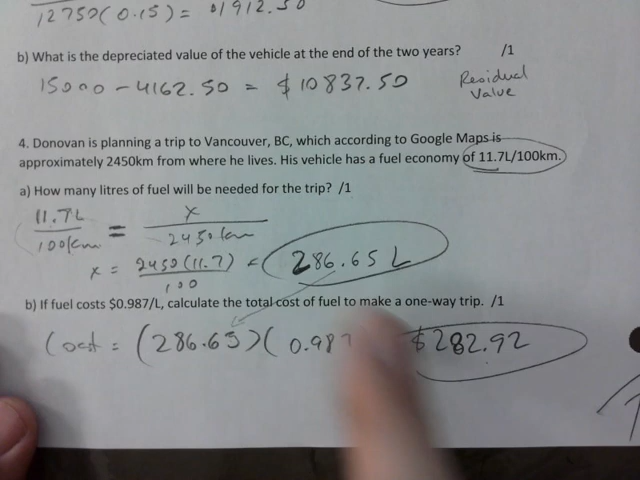 12750(0.15) = $1912.50
b) What is the depreciated value of the vehicle at the end of the two years? /1
15000 - 4162.50 = $10837.50 Residual Value
4. Donovan is planning a trip to Vancouver, BC, which according to Google Maps is
approximately 2450km from where he lives. His vehicle has a fuel economy of 11.7L/100km.
a) How many litres of fuel will be needed for the trip? /1
11.7L / 100km = x / 2450km
x = 2450(11.7) / 100 = 286.65 L
b) If fuel costs $0.987/L, calculate the total cost of fuel to make a one-way trip. /1
Cost = (286.65)(0.987 $282.92